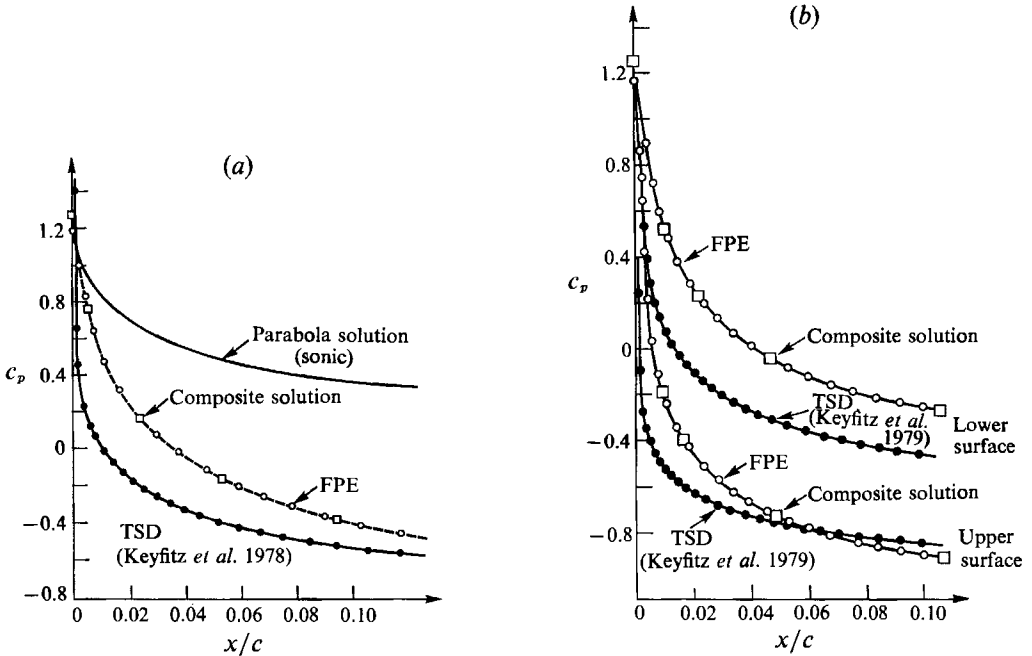 (a)
1.2
0.8
0.4
0
−0.4
−0.8
c_p
Parabola solution
(sonic)
Composite solution
FPE
TSD
(Keyfitz et al. 1978)
0 0.02 0.04 0.06 0.08 0.10
x/c
(b)
1.2
0.8
0.4
0
−0.4
−0.8
c_p
FPE
Composite solution
TSD
(Keyfitz et al.
1979)
Lower
surface
FPE
Composite solution
TSD
(Keyfitz et al. 1979)
Upper
surface
0 0.02 0.04 0.06 0.08 0.10
x/c